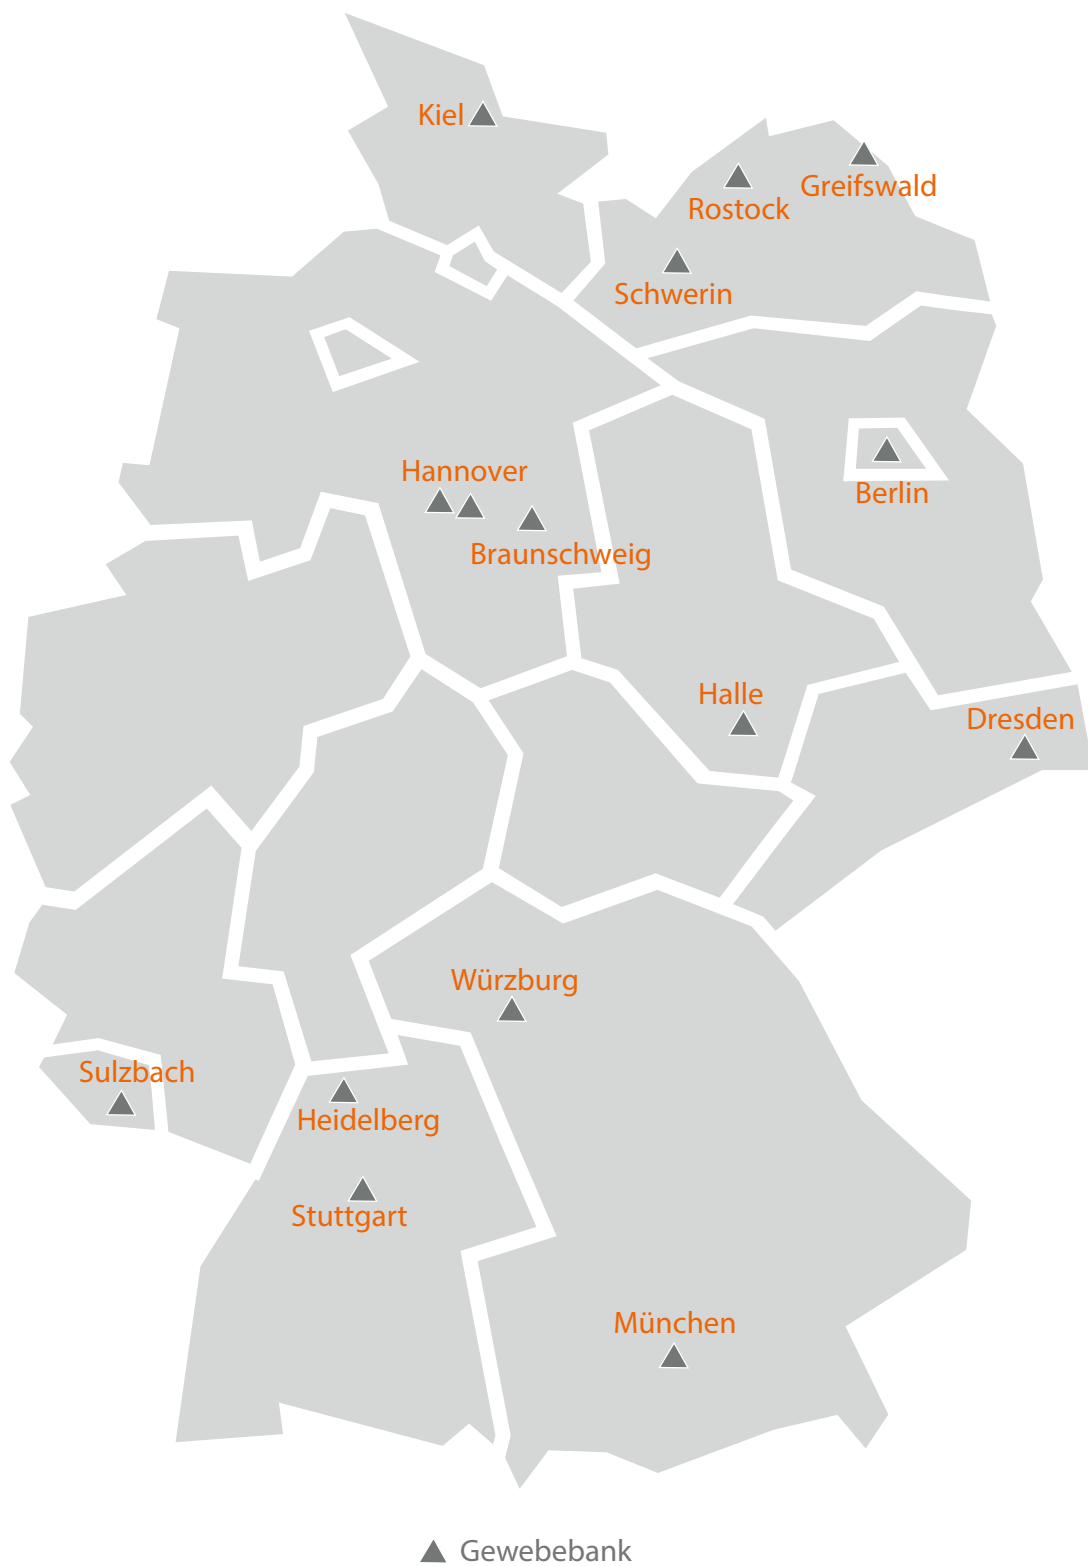 Kiel
Greifswald
Rostock
Schwerin
Hannover
Berlin
Braunschweig
Halle
Dresden
Würzburg
Sulzbach
Heidelberg
Stuttgart
München
Gewebebank